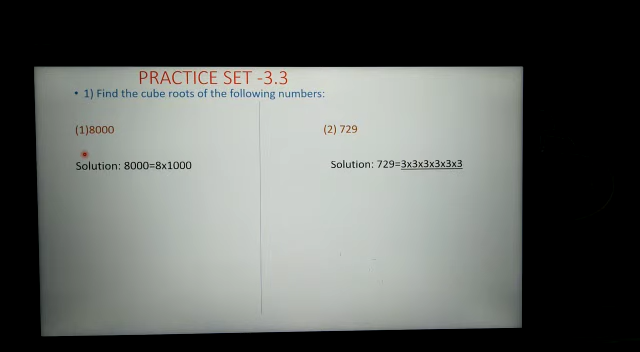 PRACTICE SET -3.3
• 1) Find the cube roots of the following numbers:
(1)8000
(2) 729
Solution: 8000=8x1000
Solution: 729=3x3x3x3x3x3